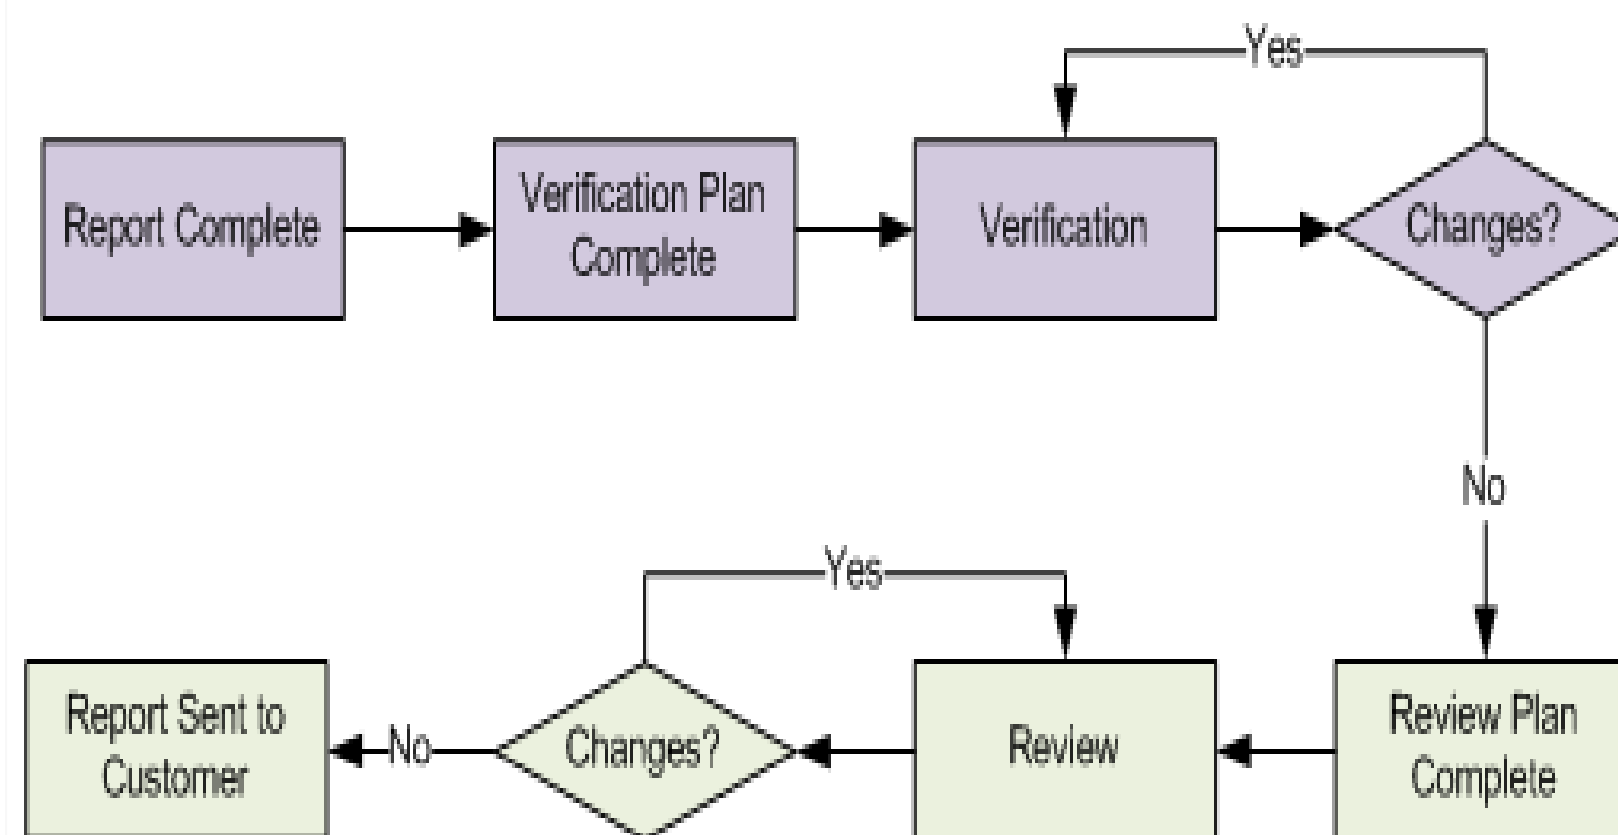 Yes
Report Complete
Verification Plan
Complete
Verification
Changes?
No
Yes
Report Sent to
Customer
No
Changes?
Review
Review Plan
Complete